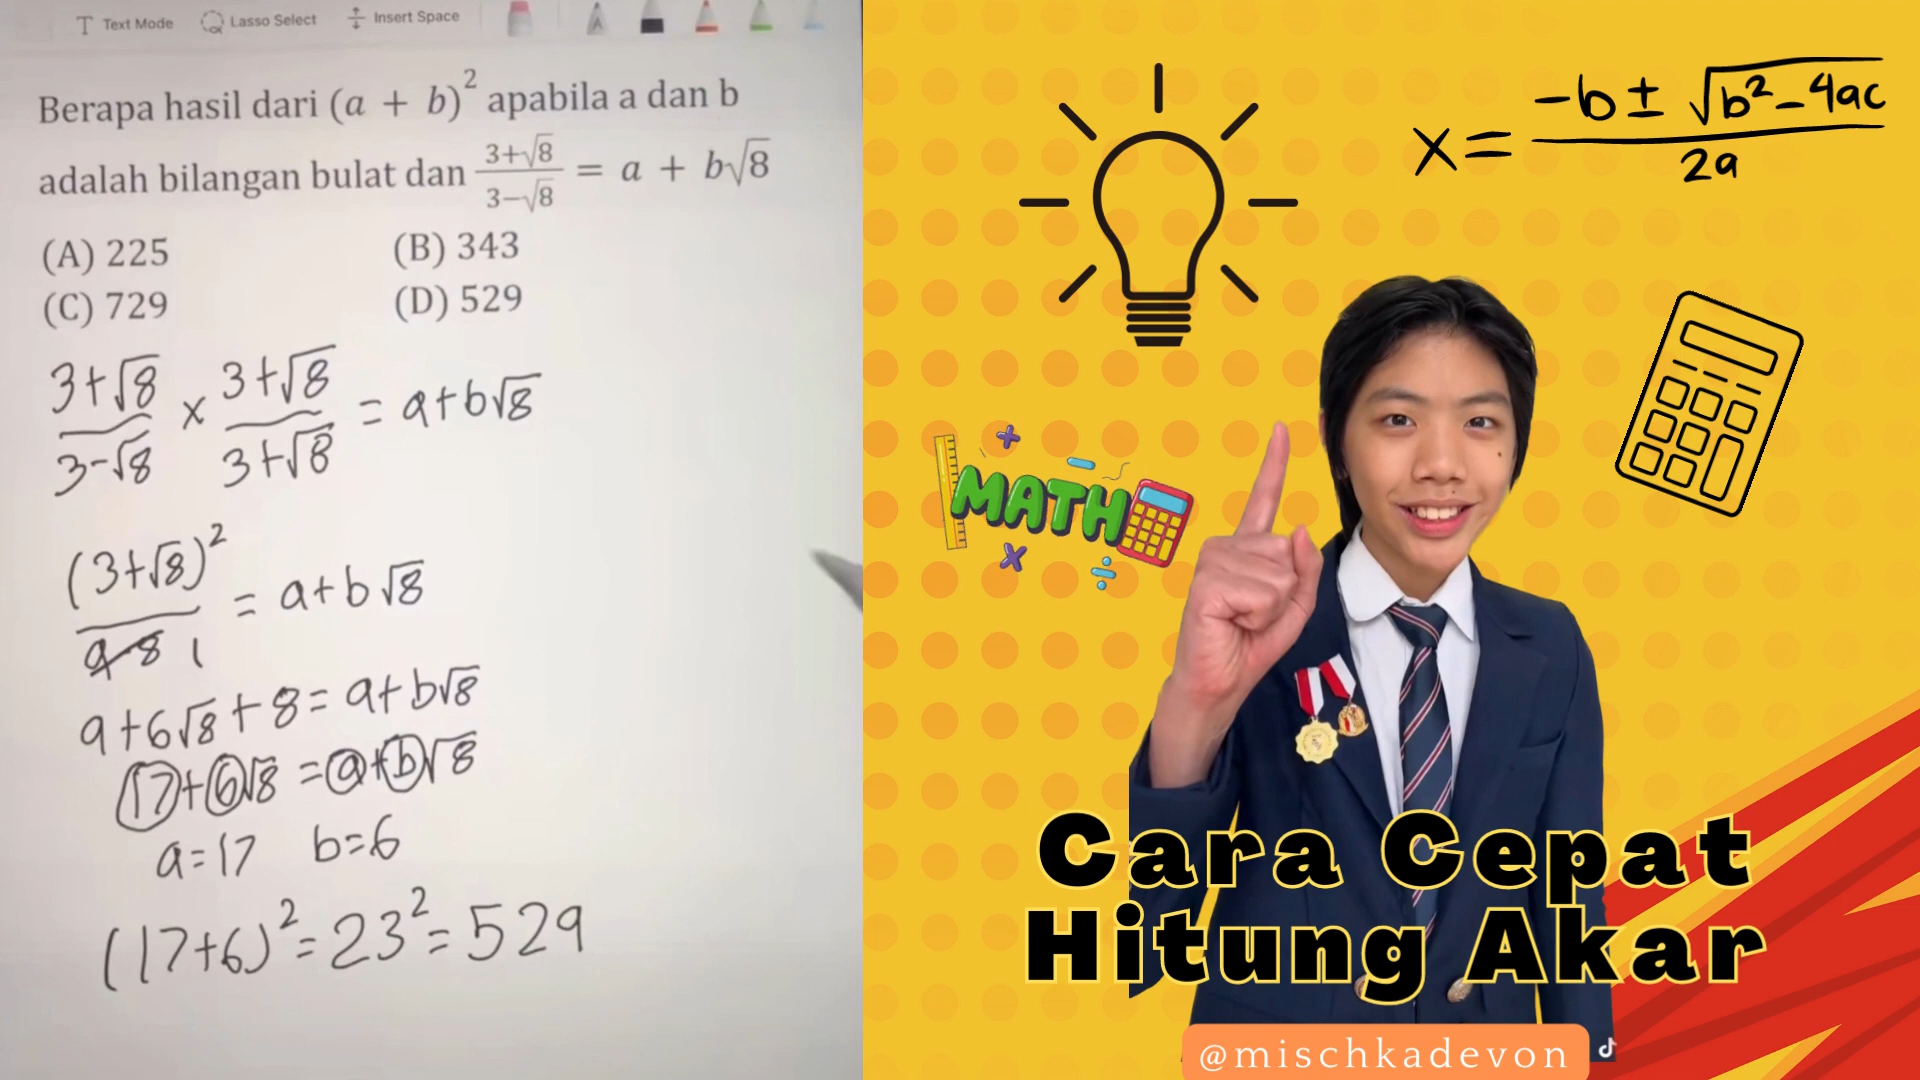 Text Mode
Lasso Select
Insert Space
Berapa hasil dari (a + b)² apabila a dan b
adalah bilangan bulat dan (3+√8)/(3−√8) = a + b√8
(A) 225
(B) 343
(C) 729
(D) 529
(3+√8)/(3-√8) × (3+√8)/(3+√8) = a+b√8
(3+√8)²/(9-8) 1 = a+b√8
9+6√8+8=a+b√8
17+6√8=a+b√8
a=17 b=6
(17+6)²=23²=529
x = (-b ± √(b²-4ac))/2a
MATH
Cara Cepat
Hitung Akar
@mischkadevon